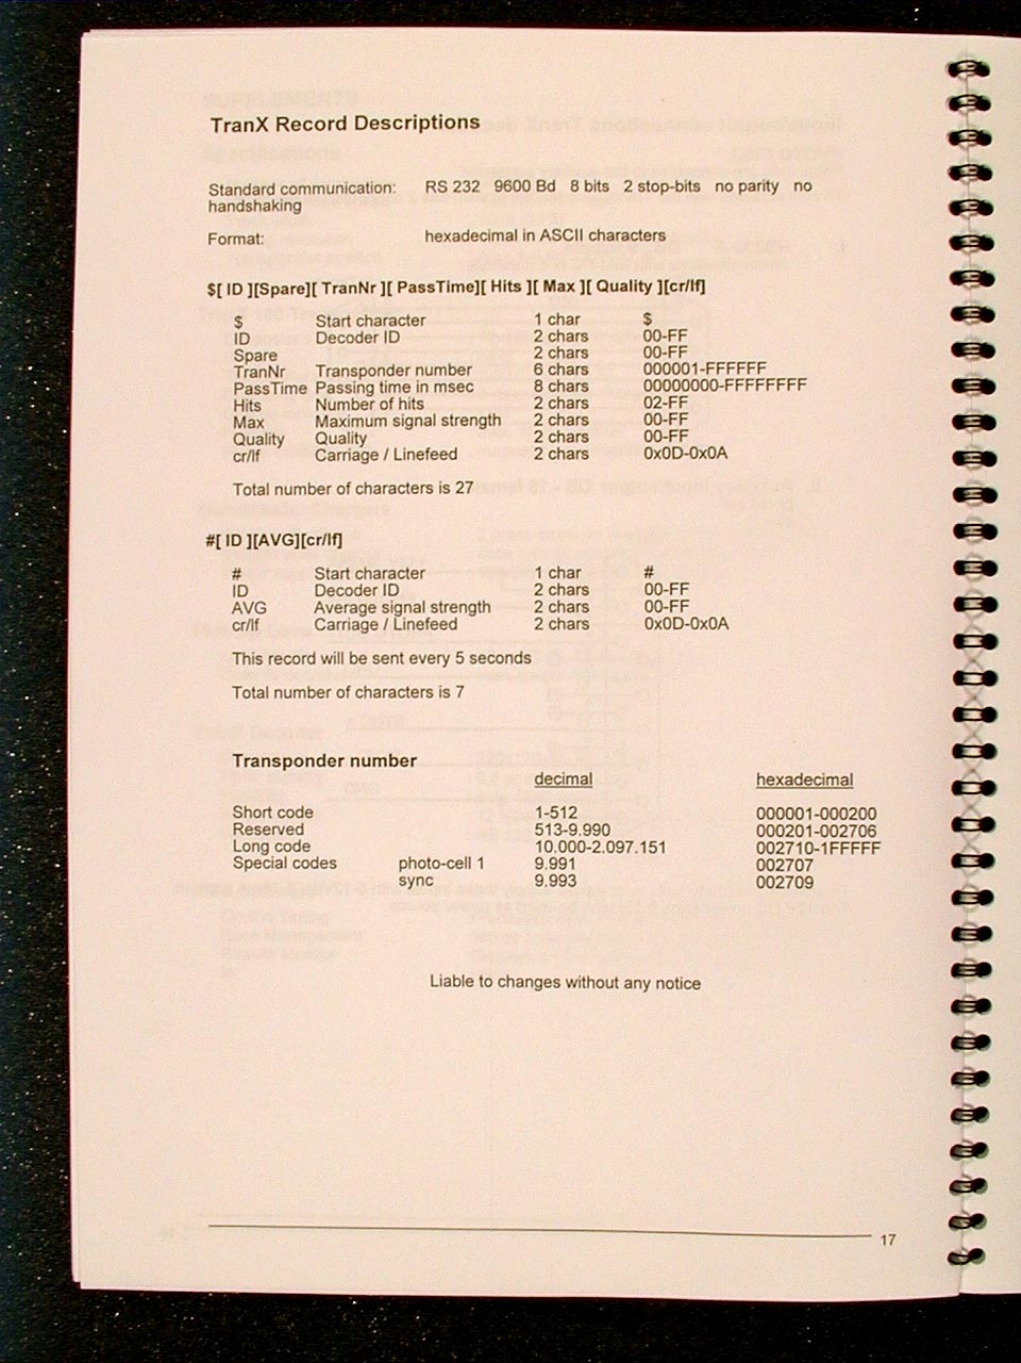 TranX Record Descriptions
Standard communication: RS 232 9600 Bd 8 bits 2 stop-bits no parity no
handshaking
Format: hexadecimal in ASCII characters
$[ ID ][Spare][ TranNr ][ PassTime][ Hits ][ Max ][ Quality ][cr/lf]
$ Start character 1 char $
ID Decoder ID 2 chars 00-FF
Spare 2 chars 00-FF
TranNr Transponder number 6 chars 000001-FFFFFF
PassTime Passing time in msec 8 chars 00000000-FFFFFFFF
Hits Number of hits 2 chars 02-FF
Max Maximum signal strength 2 chars 00-FF
Quality Quality 2 chars 00-FF
cr/lf Carriage / Linefeed 2 chars 0x0D-0x0A
Total number of characters is 27
#[ ID ][AVG][cr/lf]
# Start character 1 char #
ID Decoder ID 2 chars 00-FF
AVG Average signal strength 2 chars 00-FF
cr/lf Carriage / Linefeed 2 chars 0x0D-0x0A
This record will be sent every 5 seconds
Total number of characters is 7
Transponder number
decimal hexadecimal
Short code 1-512 000001-000200
Reserved 513-9.990 000201-002706
Long code 10.000-2.097.151 002710-1FFFFF
Special codes photo-cell 1 9.991 002707
sync 9.993 002709
Liable to changes without any notice
17